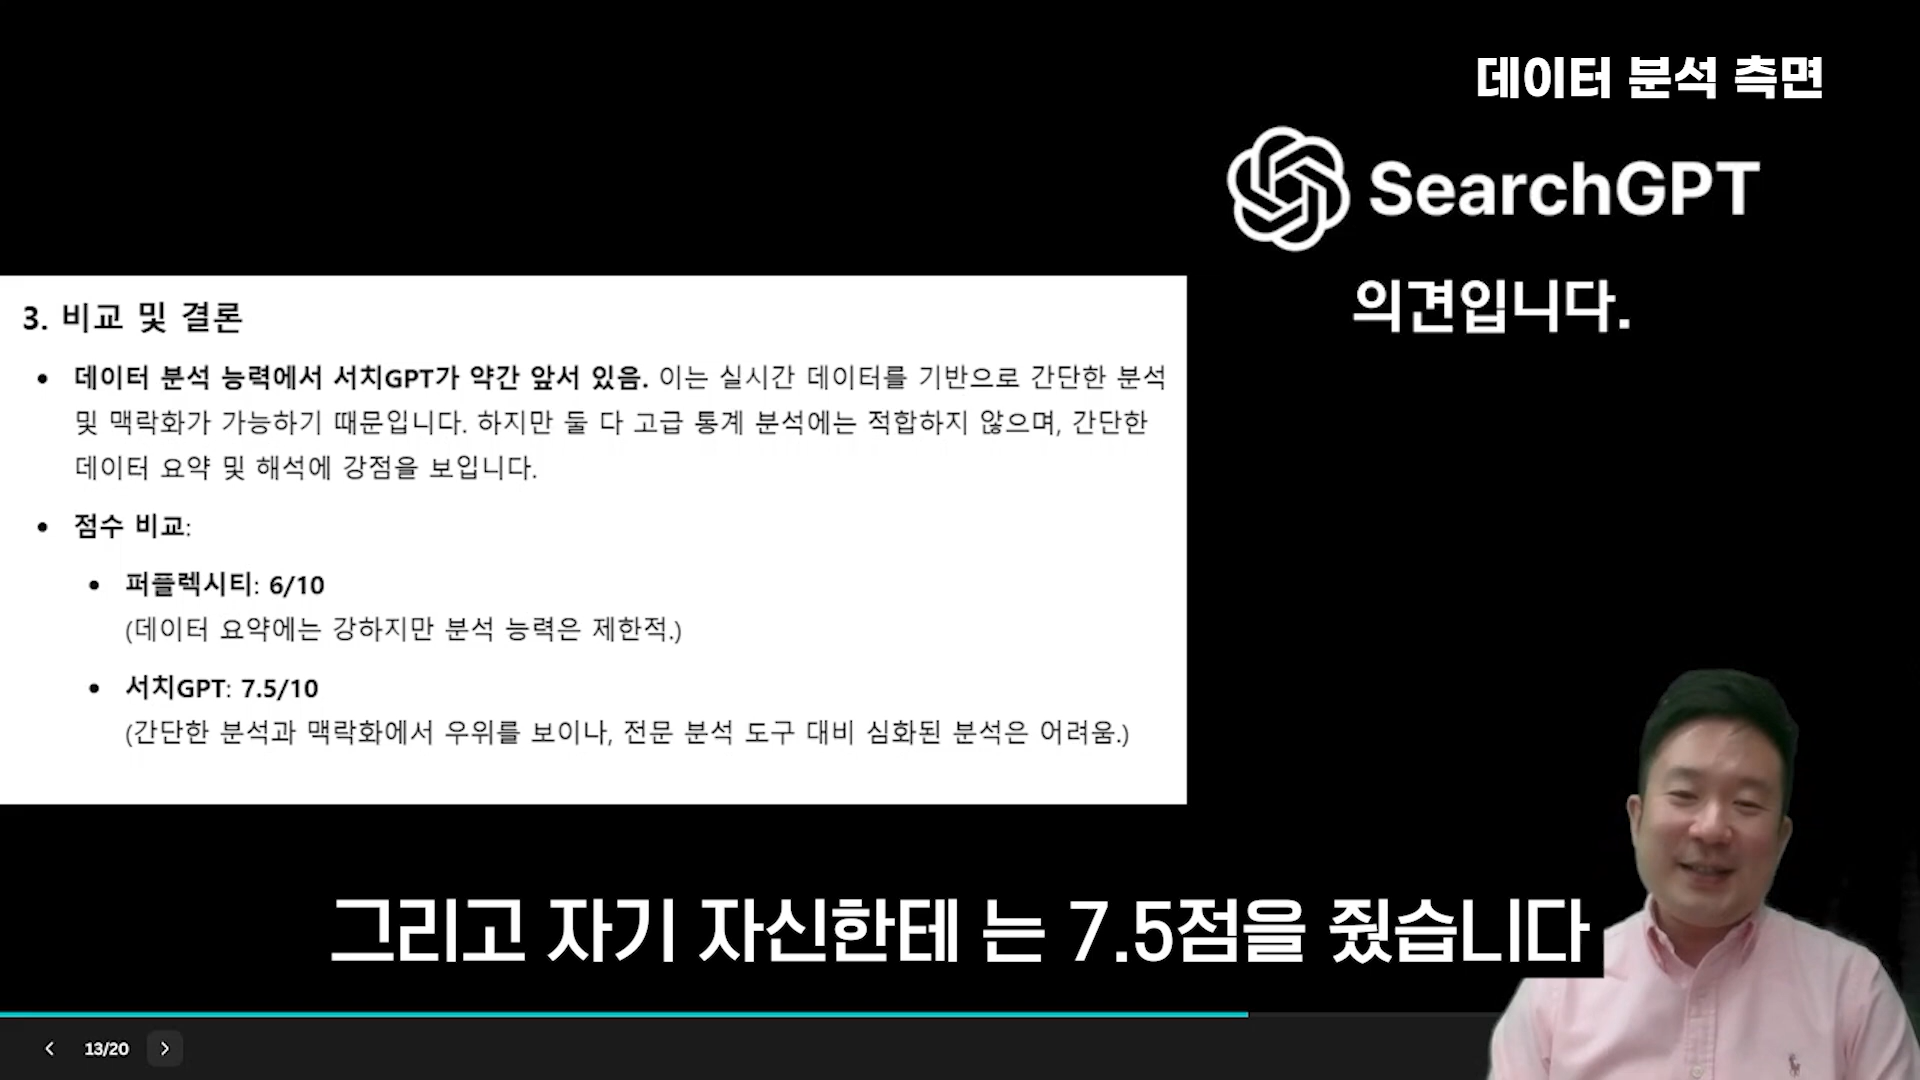 데이터 분석 측면
SearchGPT
의견입니다.
3. 비교 및 결론
• 데이터 분석 능력에서 서치GPT가 약간 앞서 있음. 이는 실시간 데이터를 기반으로 간단한 분석
및 맥락화가 가능하기 때문입니다. 하지만 둘 다 고급 통계 분석에는 적합하지 않으며, 간단한
데이터 요약 및 해석에 강점을 보입니다.
• 점수 비교:
• 퍼플렉시티: 6/10
(데이터 요약에는 강하지만 분석 능력은 제한적.)
• 서치GPT: 7.5/10
(간단한 분석과 맥락화에서 우위를 보이나, 전문 분석 도구 대비 심화된 분석은 어려움.)
그리고 자기 자신한테 는 7.5점을 줬습니다
13/20